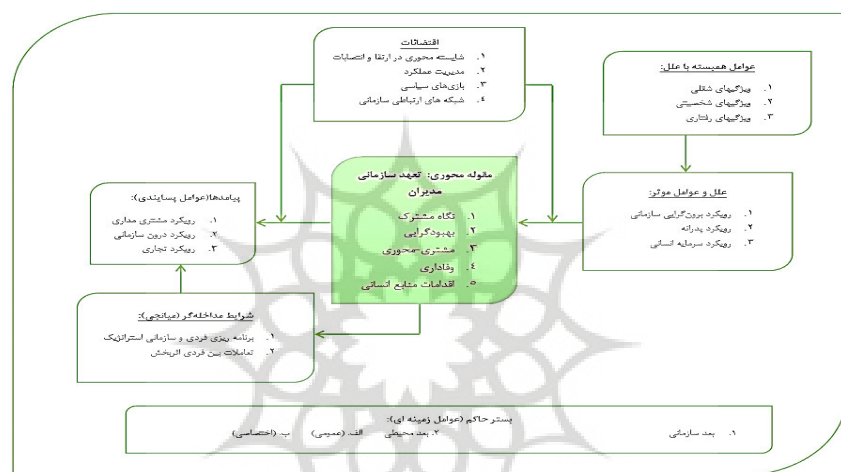 اقتضائات
۱. شایسته محوری در ارتقا و انتصابات
۲. مدیریت عملکرد
۳. بازی‌های سیاسی
۴. شبکه های ارتباطی سازمانی
عوامل همبسته با علل:
۱. ویژگیهای شغلی
۲. ویژگیهای شخصیتی
۳. ویژگیهای رفتاری
علل و عوامل موثر:
۱. رویکرد برون‌گرایی سازمانی
۲. رویکرد پدرانه
۳. رویکرد سرمایه انسانی
مقوله محوری: تعهد سازمانی
مدیران
۱. نگاه مشترک
۲. بهبودگرایی
۳. مشتری-محوری
۴. وفاداری
۵. اقدامات منابع انسانی
پیامدها(عوامل پسایندی):
۱. رویکرد مشتری مداری
۲. رویکرد درون سازمانی
۳. رویکرد تجاری
شرایط مداخله‌گر (میانجی):
۱. برنامه ریزی فردی و سازمانی استراتژیک
۲. تعاملات بین فردی اثربخش
بستر حاکم (عوامل زمینه ای):
۱. بعد سازمانی ۲. بعد محیطی الف. (عمومی) ب. (اختصاصی)